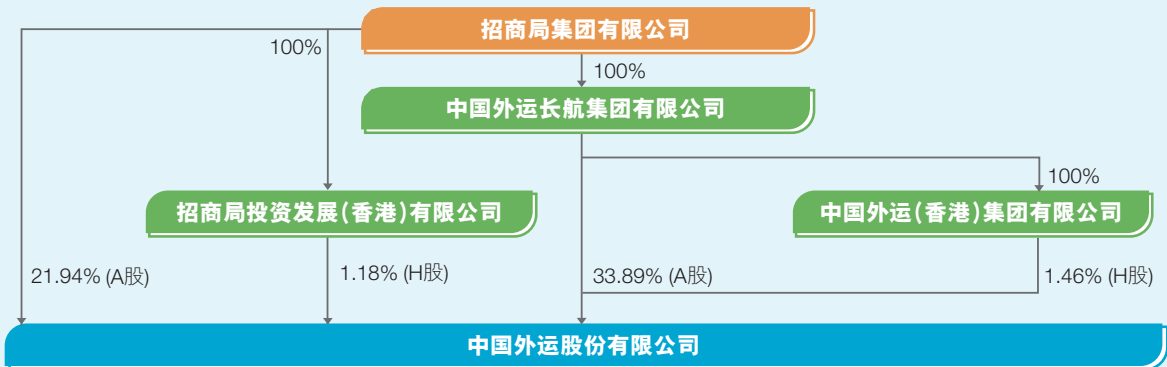 招商局集团有限公司
100%
100%
中国外运长航集团有限公司
100%
招商局投资发展(香港)有限公司
中国外运(香港)集团有限公司
21.94% (A股)
1.18% (H股)
33.89% (A股)
1.46% (H股)
中国外运股份有限公司